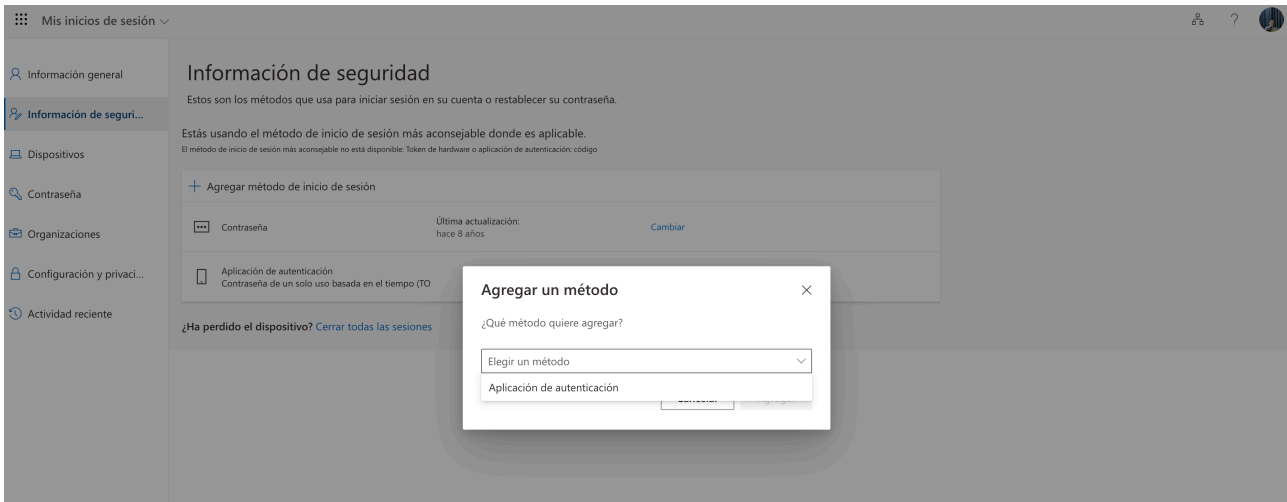 Mis inicios de sesión
?
Información general
Información de seguri...
Dispositivos
Contraseña
Organizaciones
Configuración y privaci...
Actividad reciente
Información de seguridad
Estos son los métodos que usa para iniciar sesión en su cuenta o restablecer su contraseña.
Estás usando el método de inicio de sesión más aconsejable donde es aplicable.
El método de inicio de sesión más aconsejable no está disponible: Token de hardware o aplicación de autenticación: código
Agregar método de inicio de sesión
Contraseña
Última actualización:
hace 8 años
Cambiar
Aplicación de autenticación
Contraseña de un solo uso basada en el tiempo (TO
¿Ha perdido el dispositivo? Cerrar todas las sesiones
Agregar un método
¿Qué método quiere agregar?
Elegir un método
Aplicación de autenticación